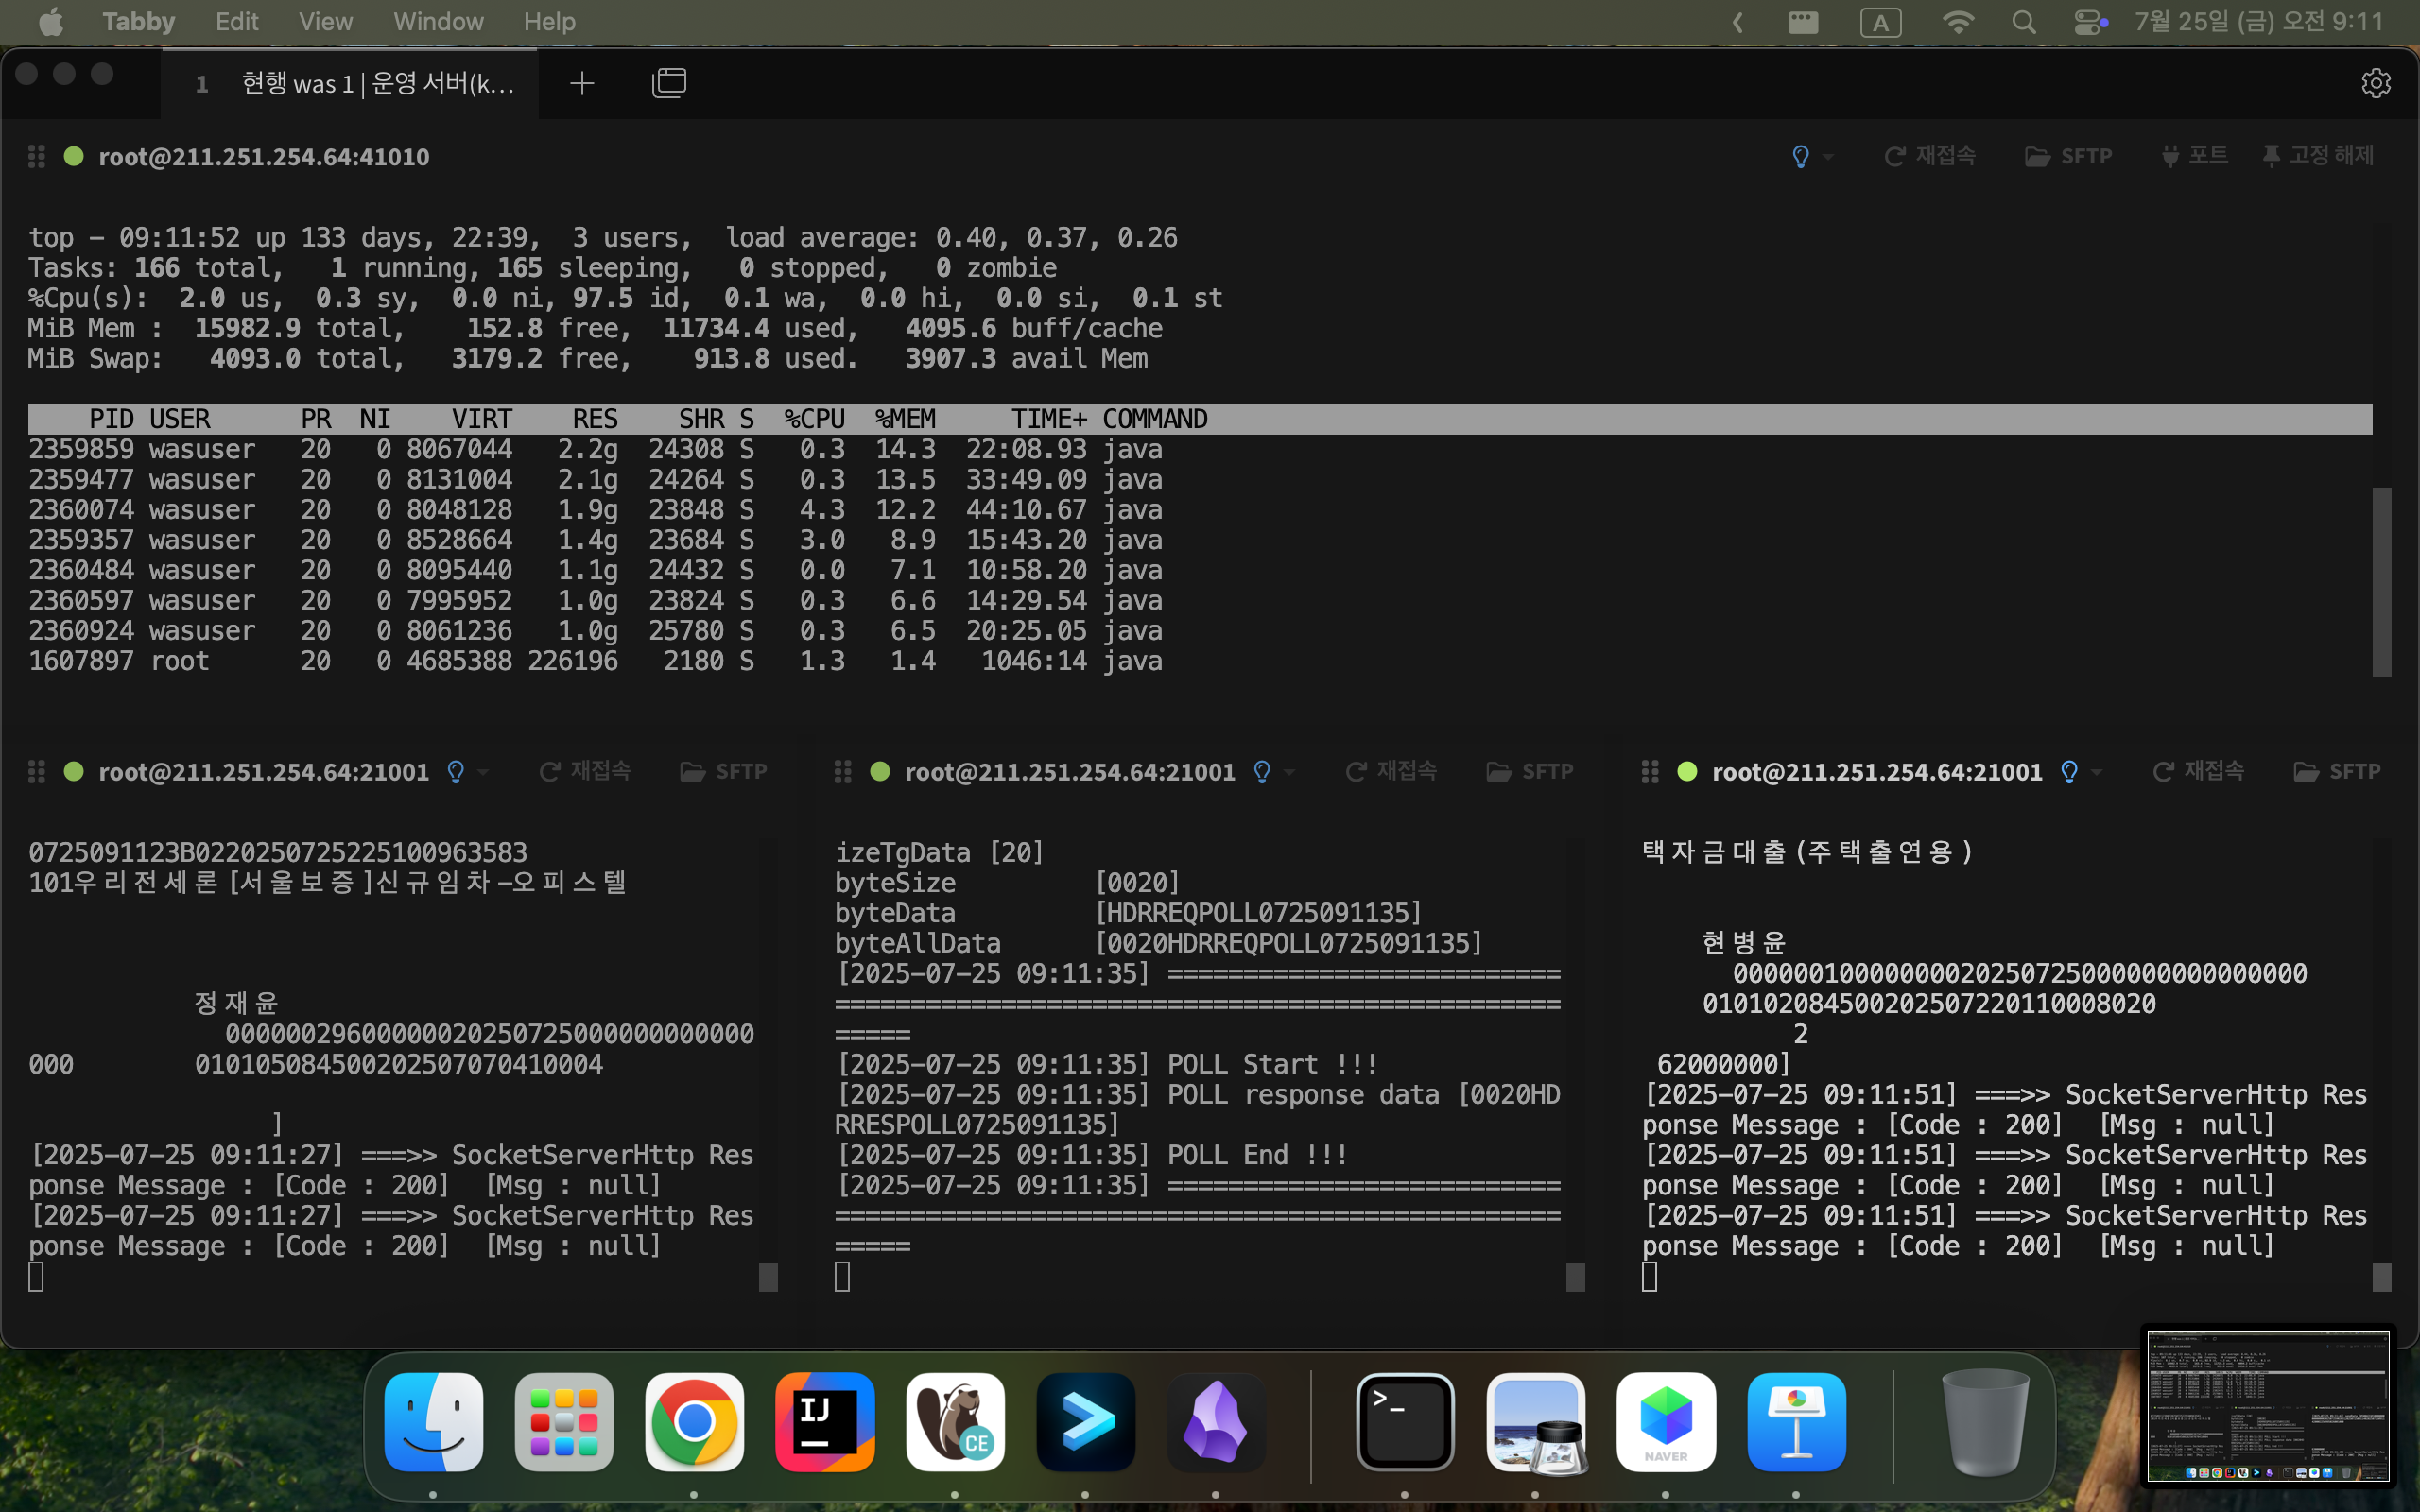 Tabby Edit View Window Help A 7월 25일 (금) 오전 9:11
1 현행 was 1 | 운영 서버(k...
root@211.251.254.64:41010 재접속 SFTP 포트 고정 해제
top - 09:11:52 up 133 days, 22:39, 3 users, load average: 0.40, 0.37, 0.26
Tasks: 166 total, 1 running, 165 sleeping, 0 stopped, 0 zombie
%Cpu(s): 2.0 us, 0.3 sy, 0.0 ni, 97.5 id, 0.1 wa, 0.0 hi, 0.0 si, 0.1 st
MiB Mem : 15982.9 total, 152.8 free, 11734.4 used, 4095.6 buff/cache
MiB Swap: 4093.0 total, 3179.2 free, 913.8 used. 3907.3 avail Mem
PID USER PR NI VIRT RES SHR S %CPU %MEM TIME+ COMMAND
2359859 wasuser 20 0 8067044 2.2g 24308 S 0.3 14.3 22:08.93 java
2359477 wasuser 20 0 8131004 2.1g 24264 S 0.3 13.5 33:49.09 java
2360074 wasuser 20 0 8048128 1.9g 23848 S 4.3 12.2 44:10.67 java
2359357 wasuser 20 0 8528664 1.4g 23684 S 3.0 8.9 15:43.20 java
2360484 wasuser 20 0 8095440 1.1g 24432 S 0.0 7.1 10:58.20 java
2360597 wasuser 20 0 7995952 1.0g 23824 S 0.3 6.6 14:29.54 java
2360924 wasuser 20 0 8061236 1.0g 25780 S 0.3 6.5 20:25.05 java
1607897 root 20 0 4685388 226196 2180 S 1.3 1.4 1046:14 java
root@211.251.254.64:21001 재접속 SFTP
0725091123B0220250725225100963583
101우리전세론 [서울보증]신규임차-오피스텔
정재윤
00000029600000020250725000000000000
000 010105084500202507070410004
]
[2025-07-25 09:11:27] ===>> SocketServerHttp Res
ponse Message : [Code : 200] [Msg : null]
[2025-07-25 09:11:27] ===>> SocketServerHttp Res
ponse Message : [Code : 200] [Msg : null]
root@211.251.254.64:21001 재접속 SFTP
izeTgData [20]
byteSize [0020]
byteData [HDRREQPOLL0725091135]
byteAllData [0020HDRREQPOLL0725091135]
[2025-07-25 09:11:35] ==========================
================================================
=====
[2025-07-25 09:11:35] POLL Start !!!
[2025-07-25 09:11:35] POLL response data [0020HD
RRESPOLL0725091135]
[2025-07-25 09:11:35] POLL End !!!
[2025-07-25 09:11:35] ==========================
================================================
=====
root@211.251.254.64:21001 재접속 SFTP
택자금대출(주택출연용)
현병윤
00000010000000020250725000000000000000
010102084500202507220110008020
2
62000000]
[2025-07-25 09:11:51] ===>> SocketServerHttp Res
ponse Message : [Code : 200] [Msg : null]
[2025-07-25 09:11:51] ===>> SocketServerHttp Res
ponse Message : [Code : 200] [Msg : null]
[2025-07-25 09:11:51] ===>> SocketServerHttp Res
ponse Message : [Code : 200] [Msg : null]
IJ CE >_ NAVER